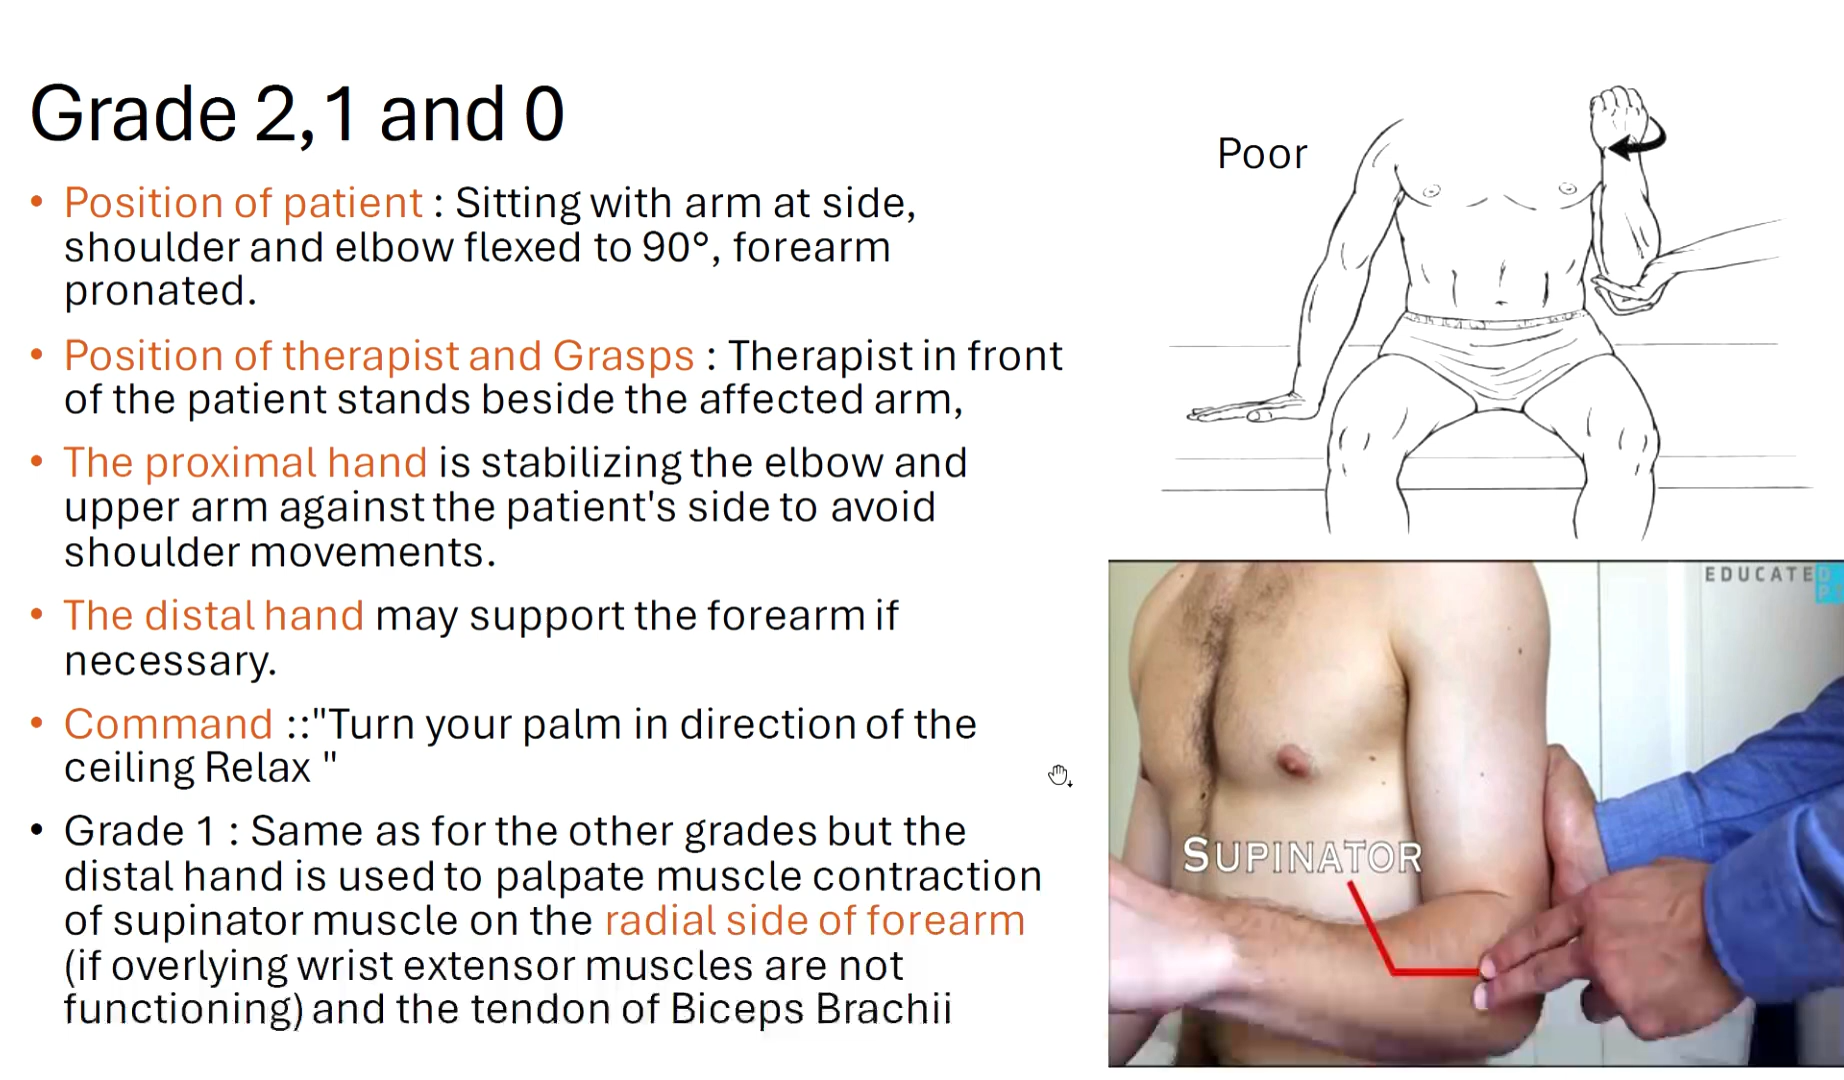 Grade 2,1 and 0
• Position of patient : Sitting with arm at side,
shoulder and elbow flexed to 90°, forearm
pronated.
• Position of therapist and Grasps : Therapist in front
of the patient stands beside the affected arm,
• The proximal hand is stabilizing the elbow and
upper arm against the patient's side to avoid
shoulder movements.
• The distal hand may support the forearm if
necessary.
• Command ::"Turn your palm in direction of the
ceiling Relax "
• Grade 1 : Same as for the other grades but the
distal hand is used to palpate muscle contraction
of supinator muscle on the radial side of forearm
(if overlying wrist extensor muscles are not
functioning) and the tendon of Biceps Brachii
Poor
EDUCATED
SUPINATOR